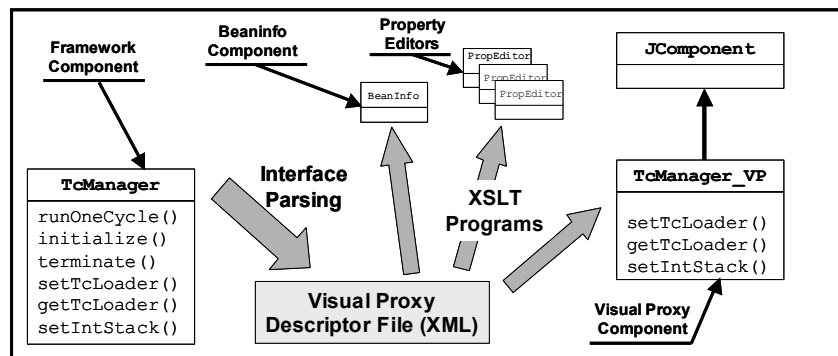 Framework
Component
Beaninfo
Component
Property
Editors
PropEditor
PropEditor
PropEditor
BeanInfo
JComponent
TcManager
runOneCycle()
initialize()
terminate()
setTcLoader()
getTcLoader()
setIntStack()
Interface
Parsing
XSLT
Programs
Visual Proxy
Descriptor File (XML)
TcManager_VP
setTcLoader()
getTcLoader()
setIntStack()
Visual Proxy
Component